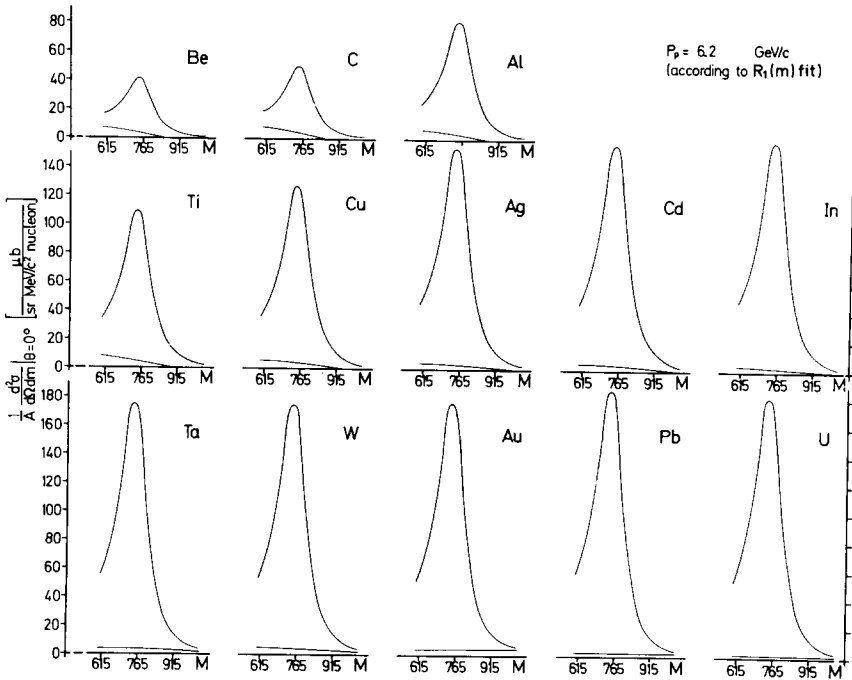 80
60
40
20
0
Be
C
Al
Pₚ = 6.2 GeV/c
(according to R₁(m) fit)
615 765 915 M
615 765 915 M
615 915 M
140
120
100
80
60
40
20
0
Ti
Cu
Ag
Cd
In
615 765 915 M
615 765 915 M
615 765 915 M
615 765 915 M
615 765 915 M
1/A d²σ/dΩdm |θ=0° [μb / sr MeV/c² nucleon]
180
160
140
120
100
80
60
40
20
0
Ta
W
Au
Pb
U
615 765 915 M
615 765 915 M
615 765 915 M
615 765 915 M
615 765 915 M